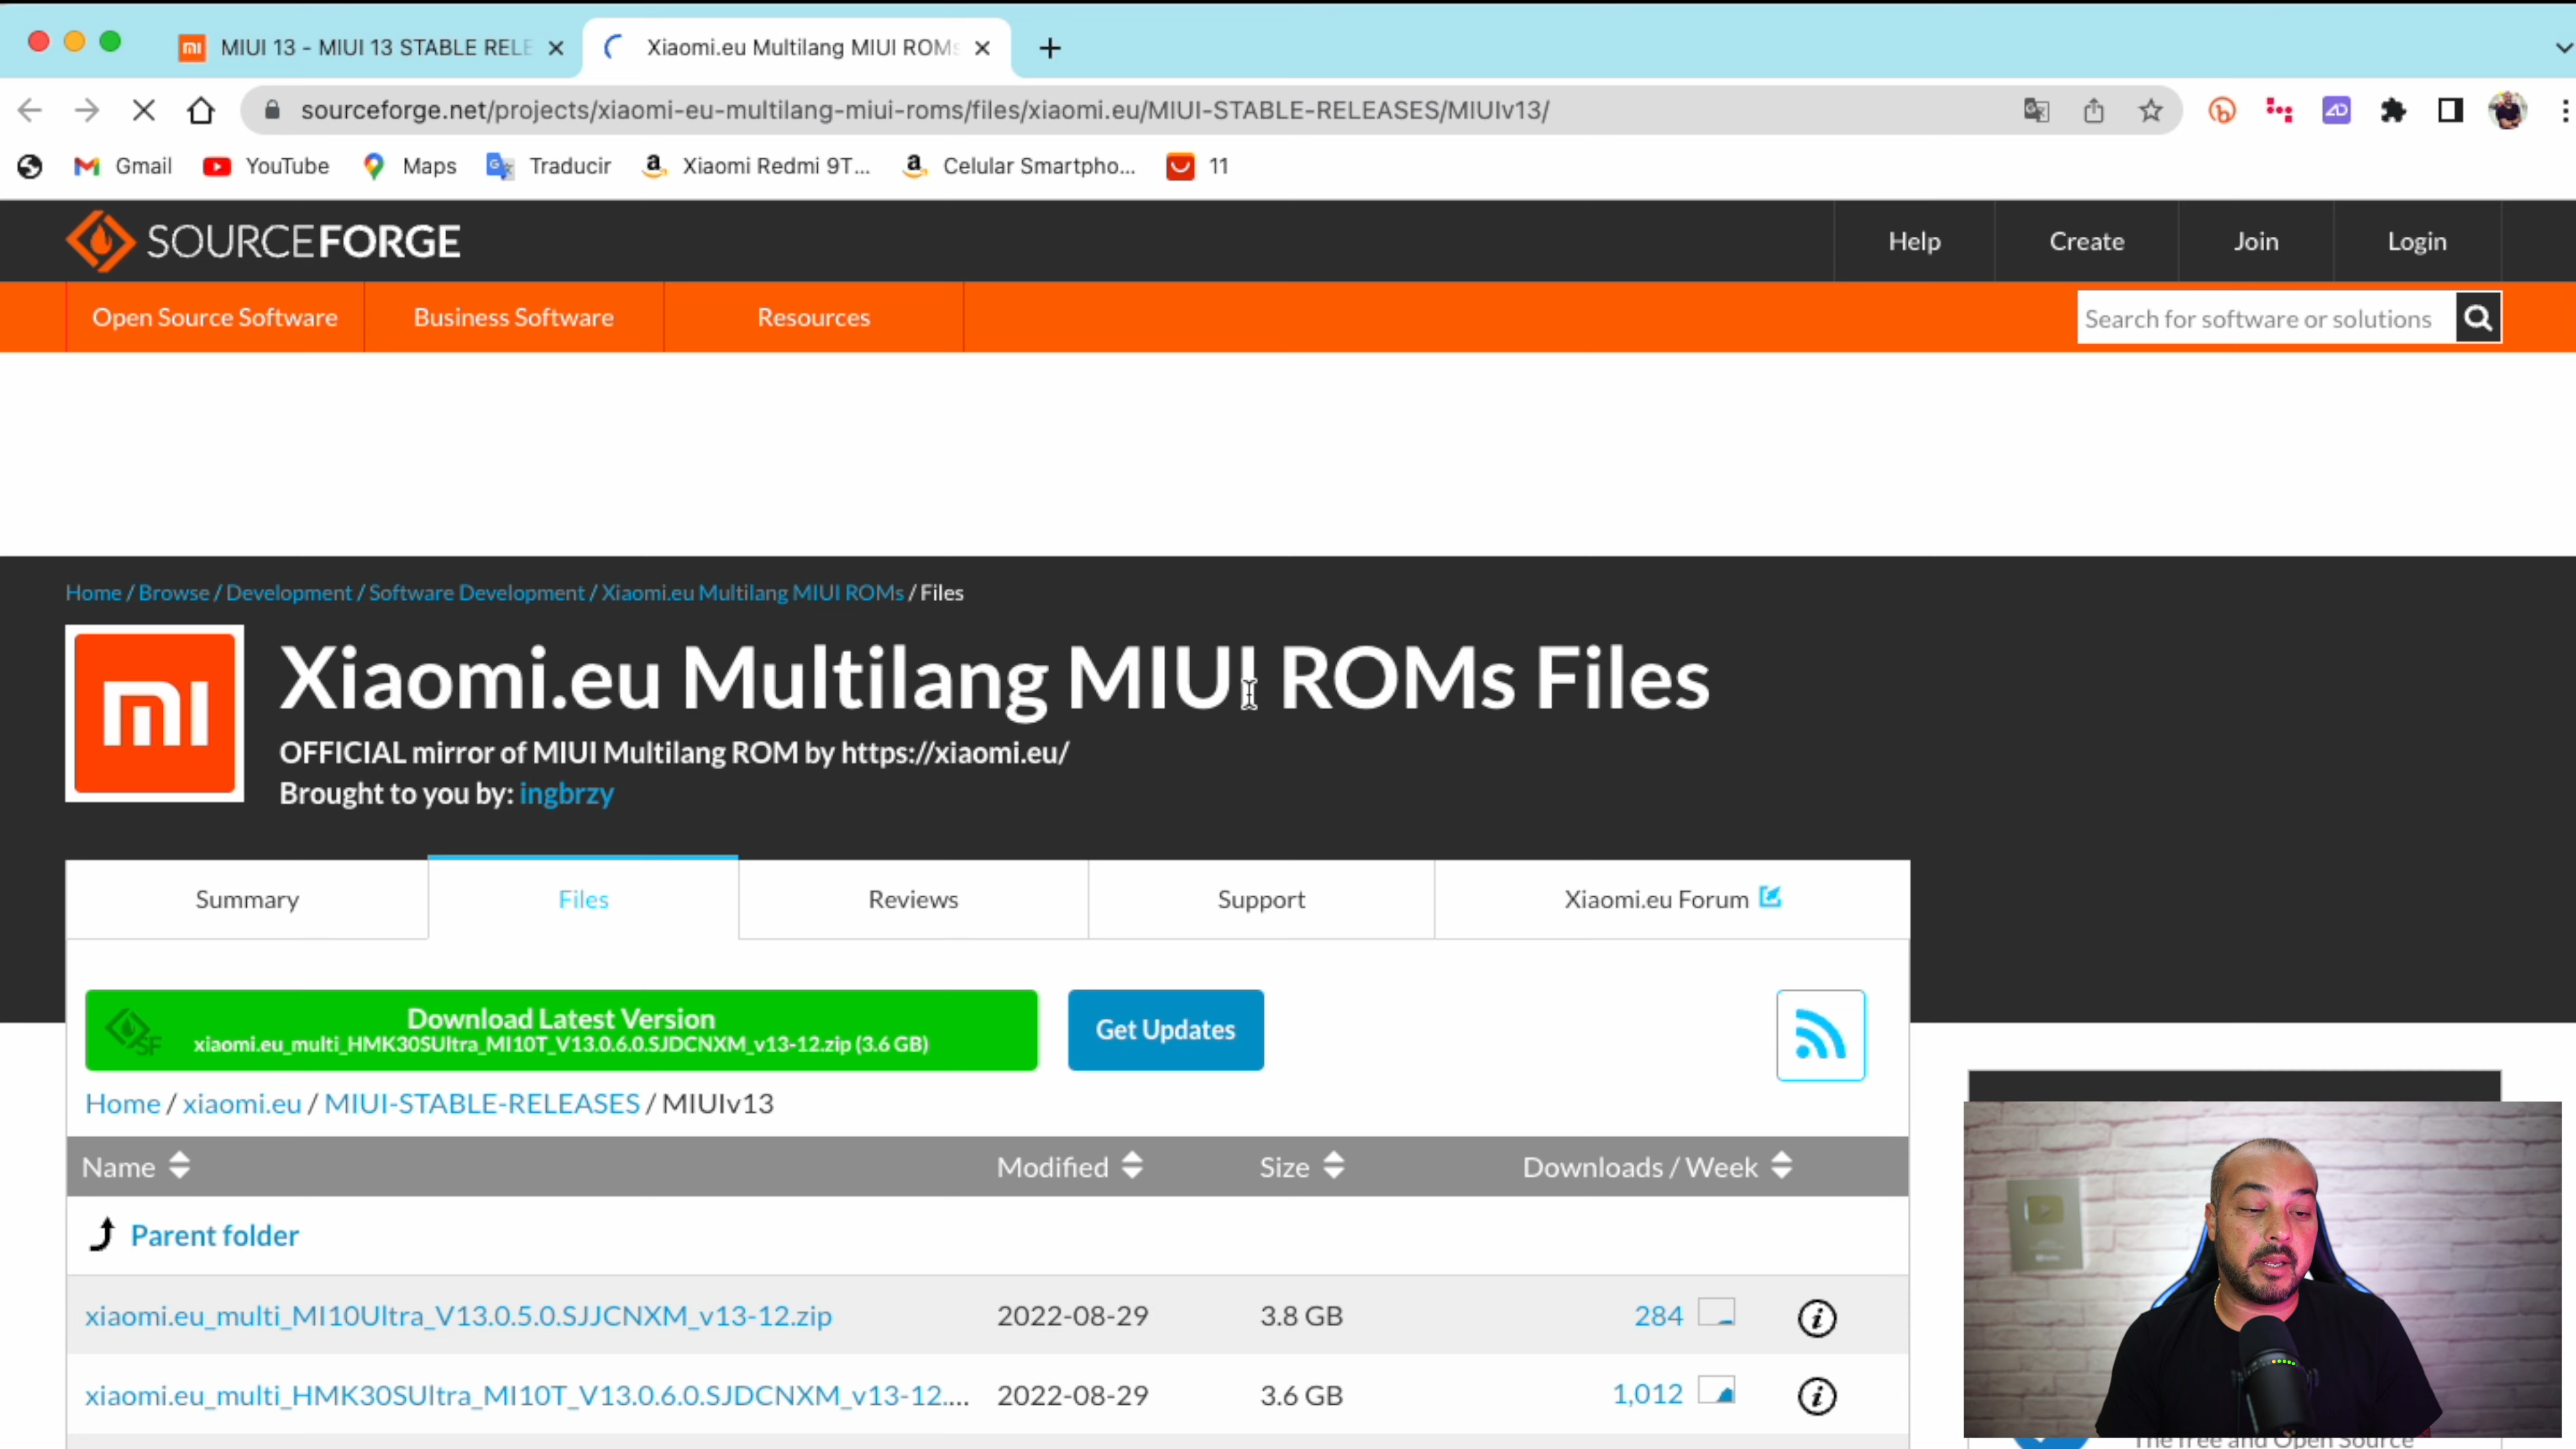 MIUI 13 - MIUI 13 STABLE RELE
Xiaomi.eu Multilang MIUI ROMs
sourceforge.net/projects/xiaomi-eu-multilang-miui-roms/files/xiaomi.eu/MIUI-STABLE-RELEASES/MIUIv13/
Gmail YouTube Maps Traducir Xiaomi Redmi 9T... Celular Smartpho... 11
SOURCEFORGE Help Create Join Login
Open Source Software Business Software Resources Search for software or solutions
Home / Browse / Development / Software Development / Xiaomi.eu Multilang MIUI ROMs / Files
mi Xiaomi.eu Multilang MIUI ROMs Files
OFFICIAL mirror of MIUI Multilang ROM by https://xiaomi.eu/
Brought to you by: ingbrzy
Summary Files Reviews Support Xiaomi.eu Forum
Download Latest Version
SF xiaomi.eu_multi_HMK30SUltra_MI10T_V13.0.6.0.SJDCNXM_v13-12.zip (3.6 GB)
Get Updates
Home / xiaomi.eu / MIUI-STABLE-RELEASES / MIUIv13
Name Modified Size Downloads / Week
Parent folder
xiaomi.eu_multi_MI10Ultra_V13.0.5.0.SJJCNXM_v13-12.zip 2022-08-29 3.8 GB 284
xiaomi.eu_multi_HMK30SUltra_MI10T_V13.0.6.0.SJDCNXM_v13-12.... 2022-08-29 3.6 GB 1,012
The free and Open Source